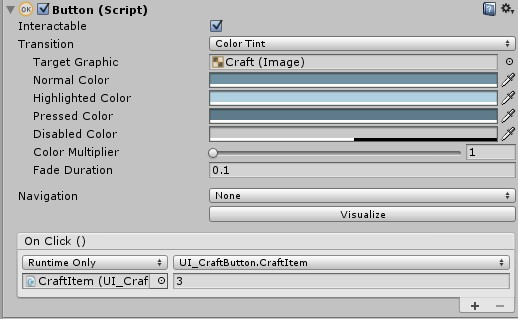 OK Button (Script)
Interactable
Transition Color Tint
Target Graphic Craft (Image)
Normal Color
Highlighted Color
Pressed Color
Disabled Color
Color Multiplier 1
Fade Duration 0.1
Navigation None
Visualize
On Click ()
Runtime Only UI_CraftButton.CraftItem
CraftItem (UI_Craf 3
+ −